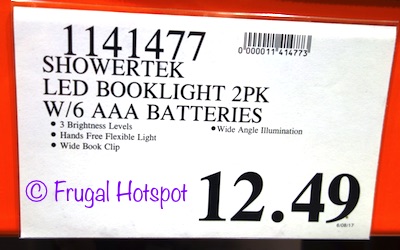 1141477
000011414773
SHOWERTEK
LED BOOKLIGHT 2PK
W/6 AAA BATTERIES
• 3 Brightness Levels • Wide Angle Illumination
• Hands Free Flexible Light
• Wide Book Clip
© Frugal Hotspot
12.49